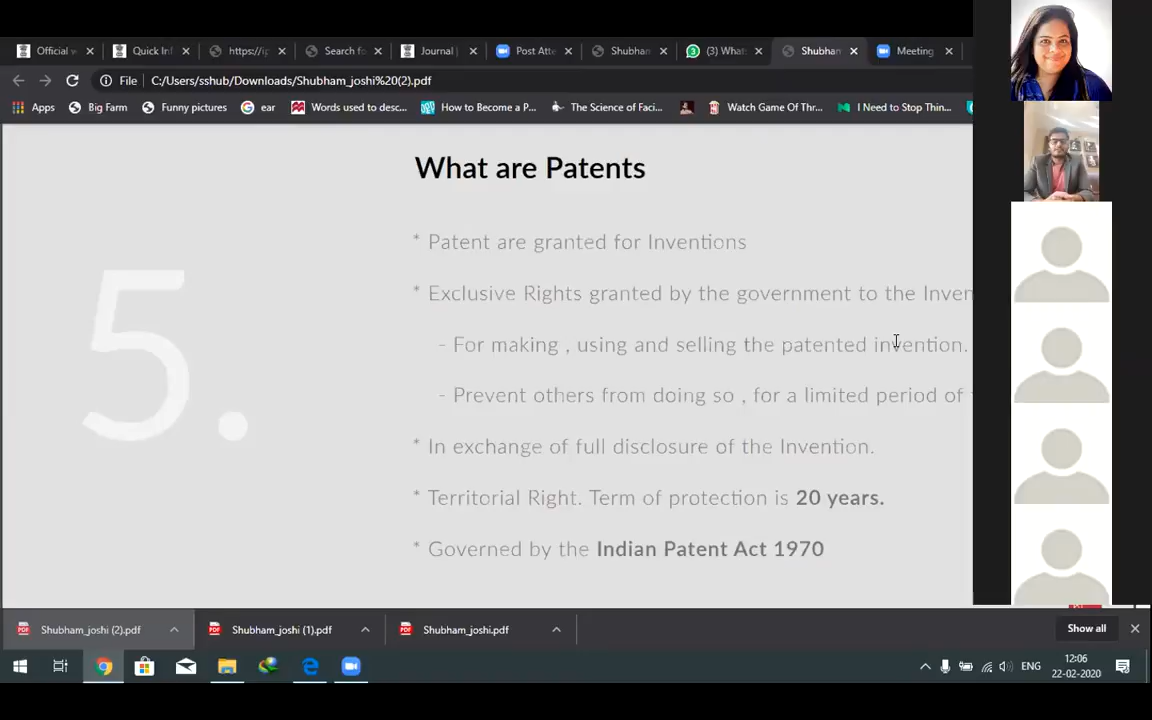 Official
Quick In
https://ip
Search fo
Journal
Post Atte
Shubham
(3) Whats
Shubham
Meeting
File C:/Users/sshub/Downloads/Shubham_joshi%20(2).pdf
Apps Big Farm Funny pictures ear Words used to desc... How to Become a P... The Science of Faci... Watch Game Of Thr... I Need to Stop Thin...
What are Patents
5.
* Patent are granted for Inventions
* Exclusive Rights granted by the government to the Inven
- For making , using and selling the patented invention.
- Prevent others from doing so , for a limited period of
* In exchange of full disclosure of the Invention.
* Territorial Right. Term of protection is 20 years.
* Governed by the Indian Patent Act 1970
Shubham_joshi (2).pdf Shubham_joshi (1).pdf Shubham_joshi.pdf Show all
ENG 12:06
22-02-2020